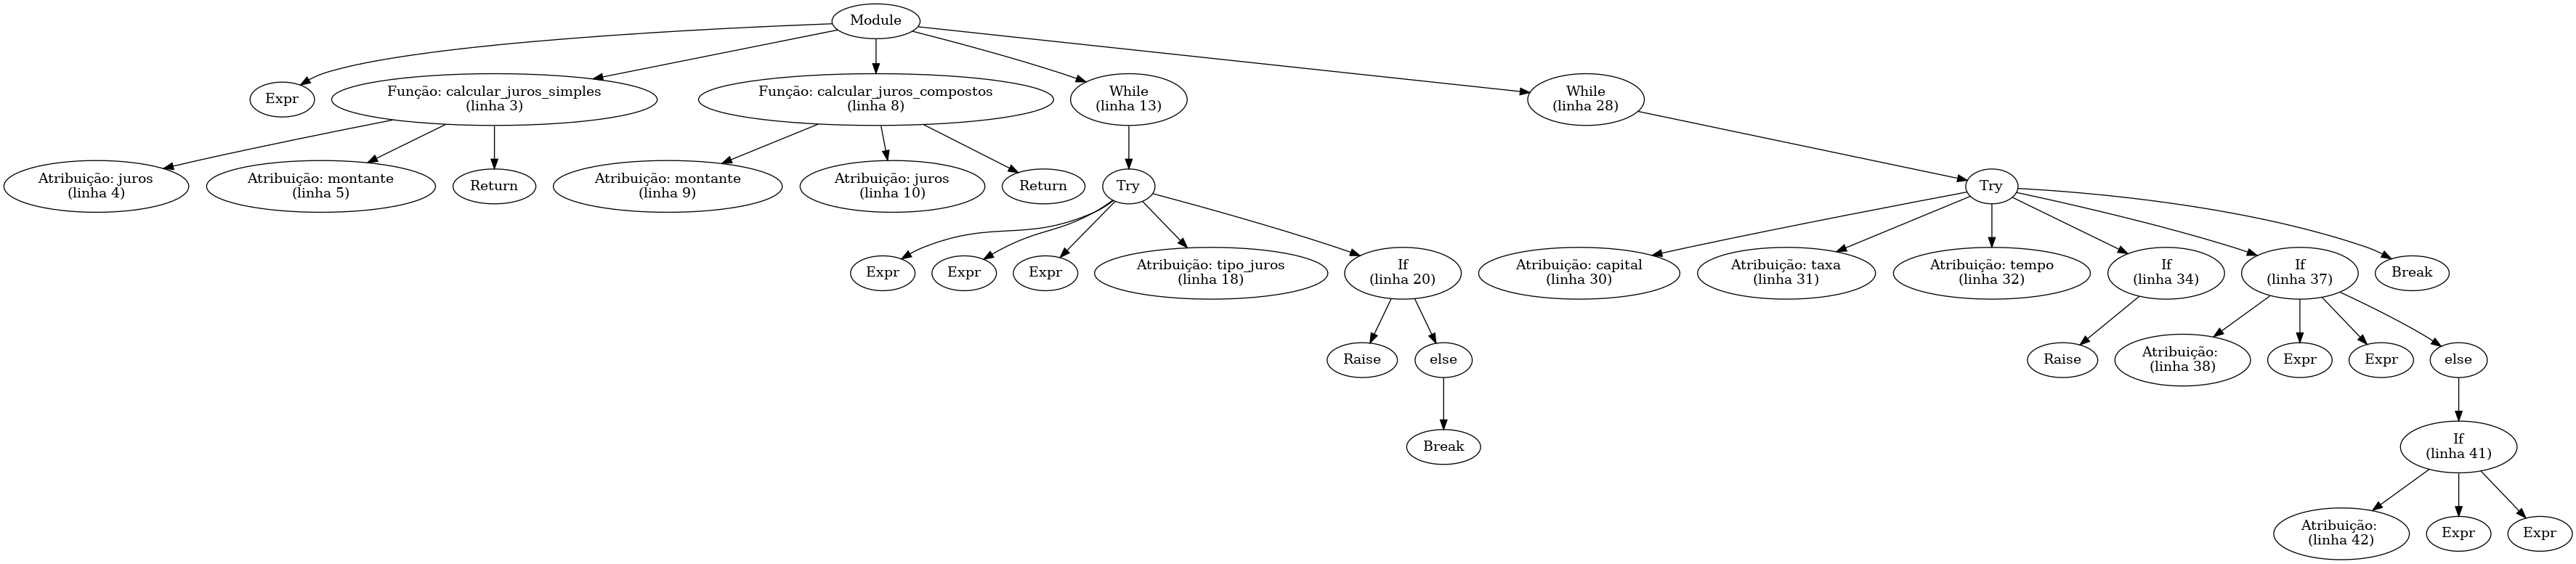 Module
Expr
Função: calcular_juros_simples
(linha 3)
Função: calcular_juros_compostos
(linha 8)
While
(linha 13)
While
(linha 28)
Atribuição: juros
(linha 4)
Atribuição: montante
(linha 5)
Return
Atribuição: montante
(linha 9)
Atribuição: juros
(linha 10)
Return
Try
Try
Expr
Expr
Expr
Atribuição: tipo_juros
(linha 18)
If
(linha 20)
Atribuição: capital
(linha 30)
Atribuição: taxa
(linha 31)
Atribuição: tempo
(linha 32)
If
(linha 34)
If
(linha 37)
Break
Raise
else
Raise
Atribuição:
(linha 38)
Expr
Expr
else
Break
If
(linha 41)
Atribuição:
(linha 42)
Expr
Expr